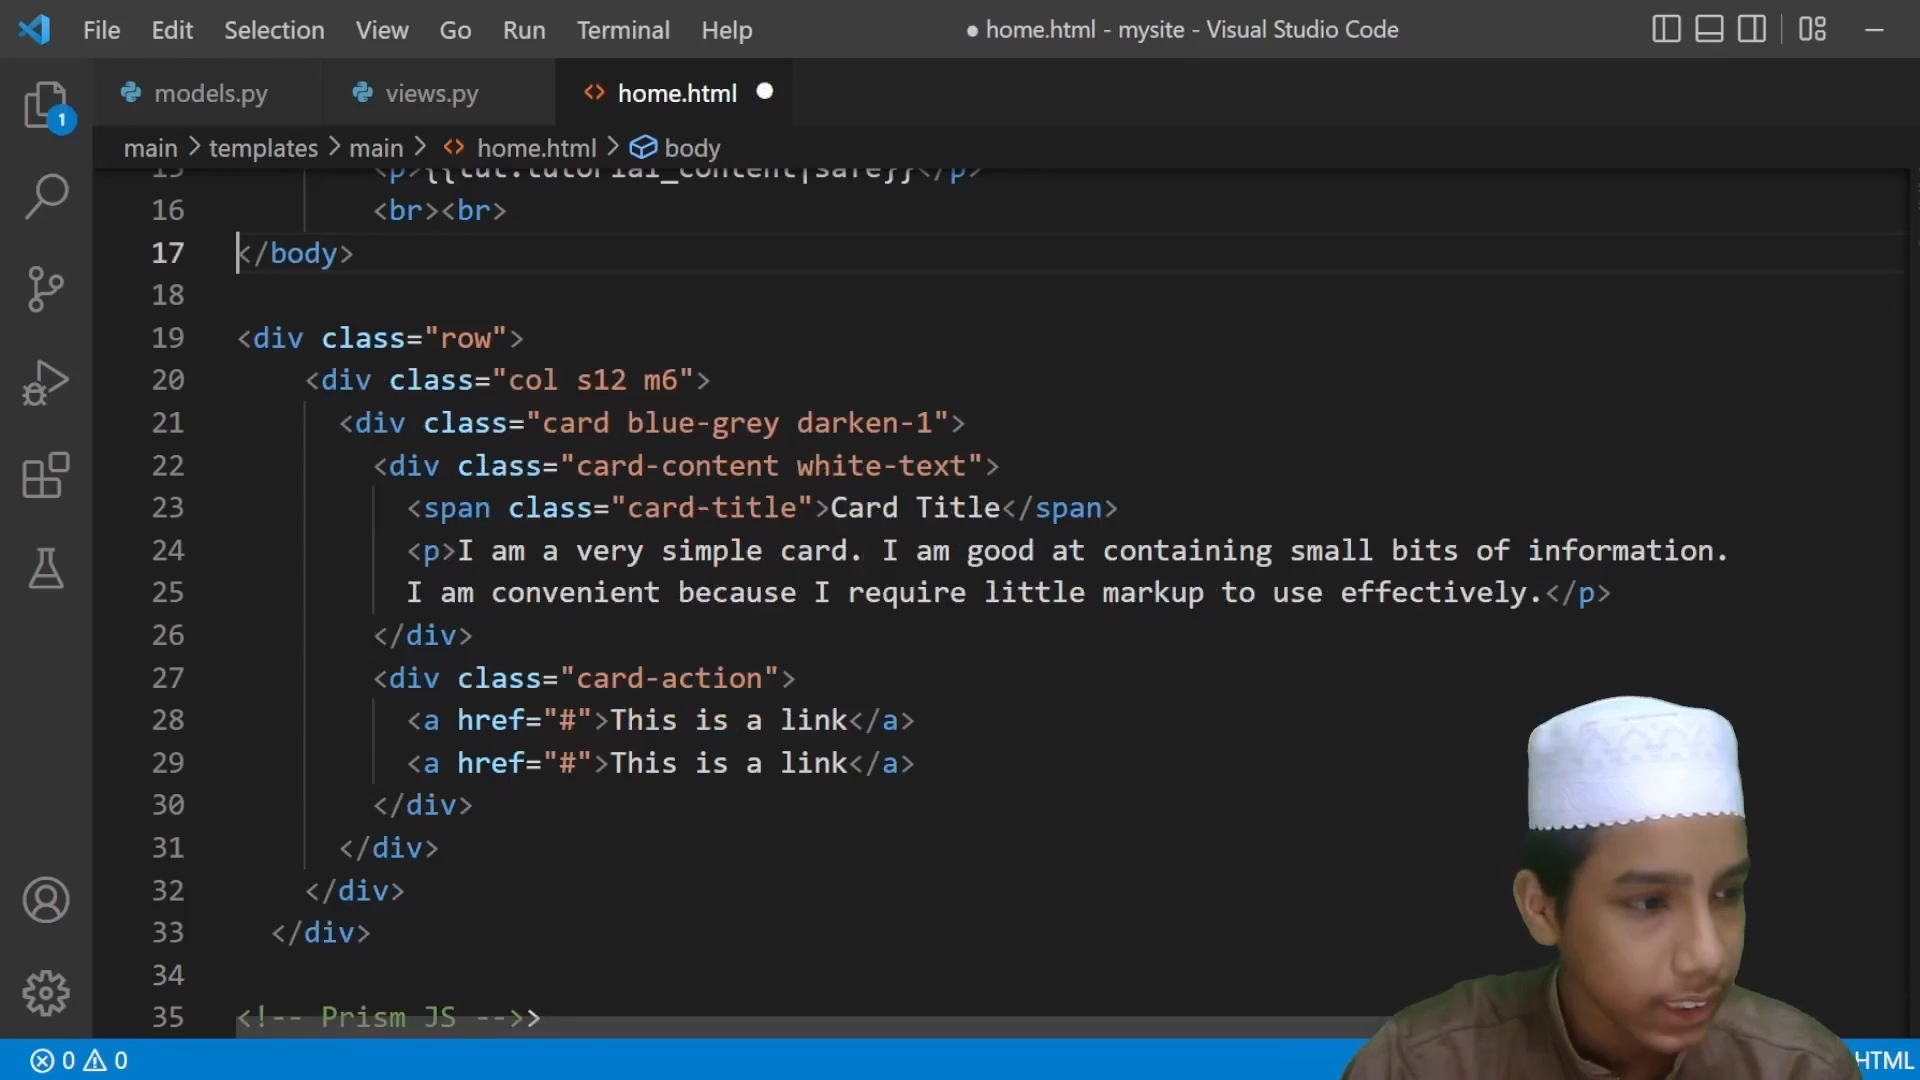 File Edit Selection View Go Run Terminal Help ● home.html - mysite - Visual Studio Code
models.py views.py home.html
1
main > templates > main > home.html > body
15 <p>{{tut.tutorial_content|safe}}</p>
16 <br><br>
17 </body>
18
19 <div class="row">
20 <div class="col s12 m6">
21 <div class="card blue-grey darken-1">
22 <div class="card-content white-text">
23 <span class="card-title">Card Title</span>
24 <p>I am a very simple card. I am good at containing small bits of information.
25 I am convenient because I require little markup to use effectively.</p>
26 </div>
27 <div class="card-action">
28 <a href="#">This is a link</a>
29 <a href="#">This is a link</a>
30 </div>
31 </div>
32 </div>
33 </div>
34
35 <!-- Prism JS -->>
0 0 HTML